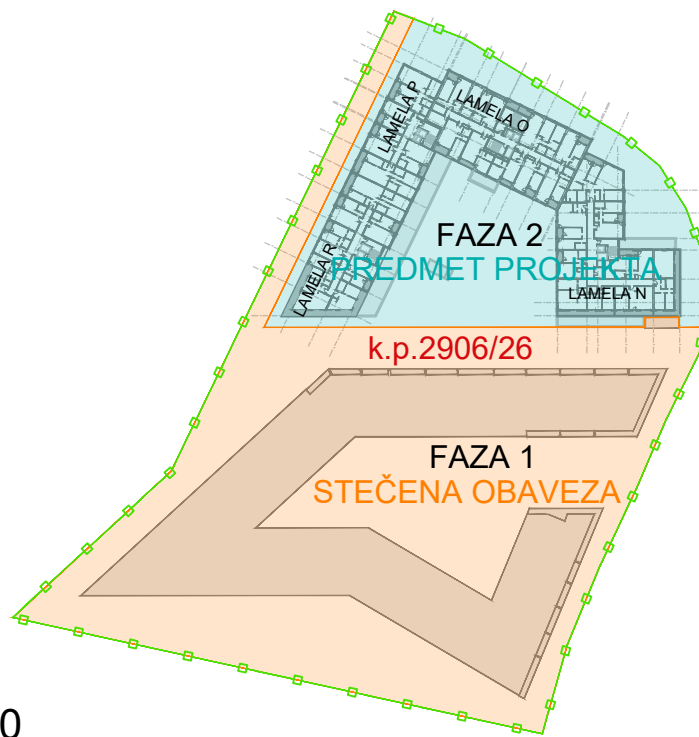 LAMELA P
LAMELA O
LAMELA R
FAZA 2
PREDMET PROJEKTA
LAMELA N
k.p.2906/26
FAZA 1
STEČENA OBAVEZA
0